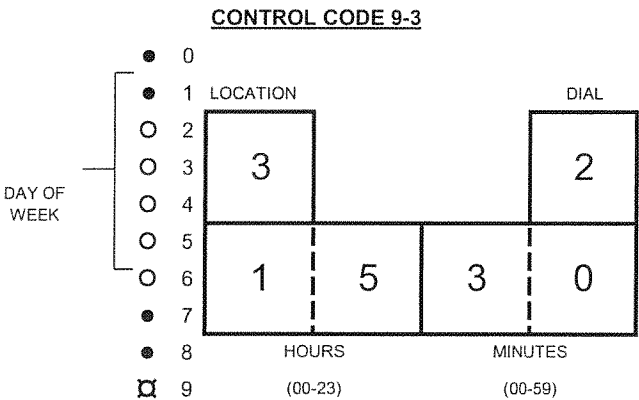 CONTROL CODE 9-3
0
1
2
3
4
5
6
7
8
9
DAY OF
WEEK
LOCATION
DIAL
3
2
1 5 3 0
HOURS
MINUTES
(00-23)
(00-59)